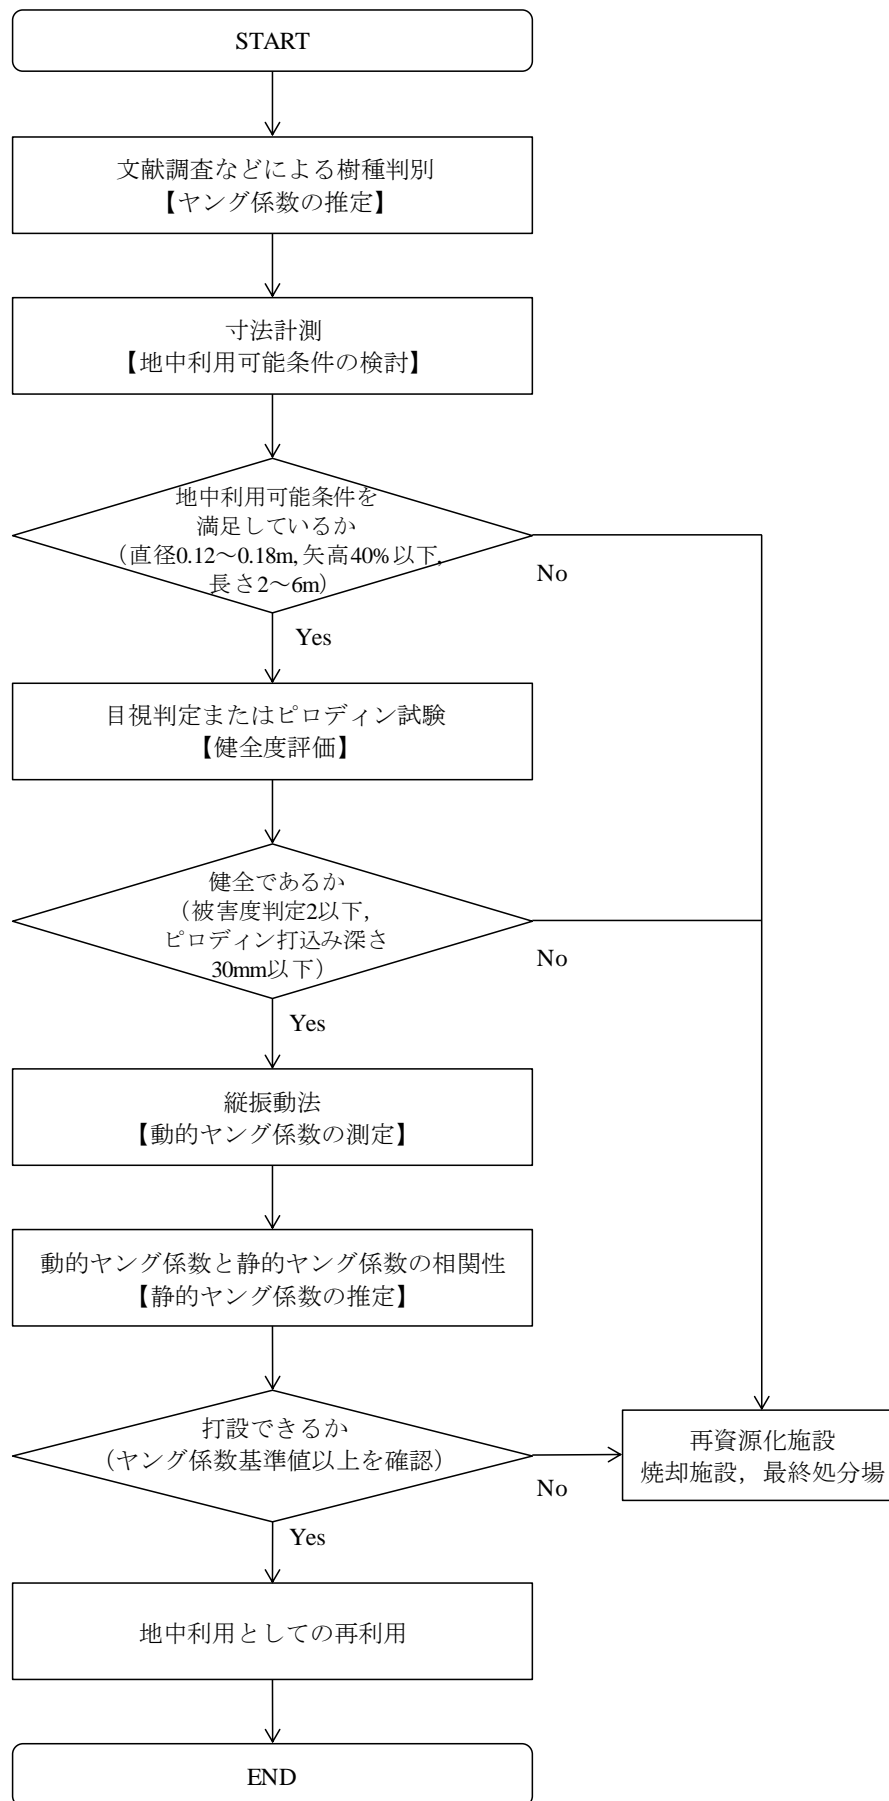 START
文献調査などによる樹種判別
【ヤング係数の推定】
寸法計測
【地中利用可能条件の検討】
地中利用可能条件を
満足しているか
（直径0.12～0.18m, 矢高40%以下,
長さ2～6m）
No
Yes
目視判定またはピロディン試験
【健全度評価】
健全であるか
（被害度判定2以下,
ピロディン打込み深さ
30mm以下）
No
Yes
縦振動法
【動的ヤング係数の測定】
動的ヤング係数と静的ヤング係数の相関性
【静的ヤング係数の推定】
打設できるか
（ヤング係数基準値以上を確認）
No
Yes
再資源化施設
焼却施設，最終処分場
地中利用としての再利用
END